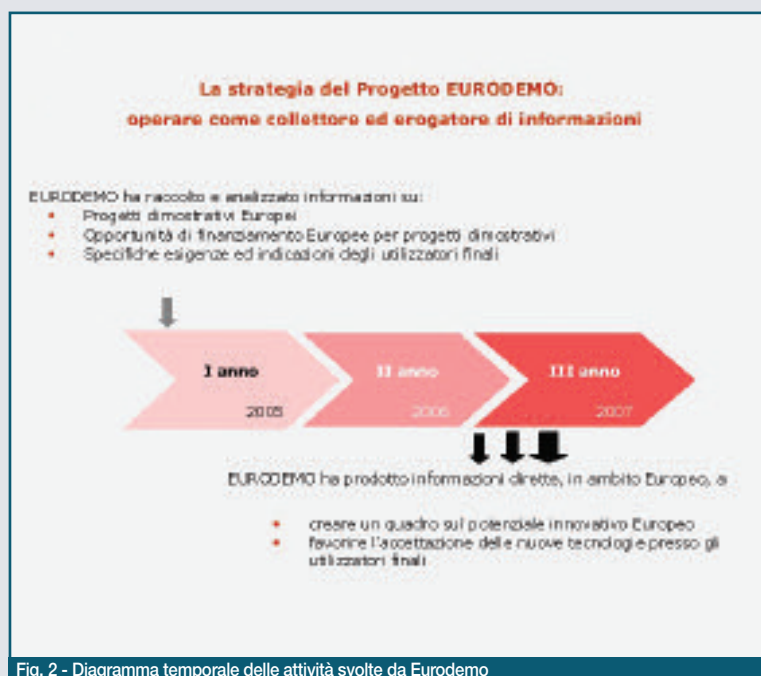 La strategia del Progetto EURODEMO:
operare come collettore ed erogatore di informazioni
EURODEMO ha raccolto e analizzato informazioni su:
• Progetti dimostrativi Europei
• Opportunità di finanziamento Europee per progetti dimostrativi
• Specifiche esigenze ed indicazioni degli utilizzatori finali
I anno
2005
II anno
2006
III anno
2007
EURODEMO ha prodotto informazioni dirette, in ambito Europeo, a
• creare un quadro sul potenziale innovativo Europeo
• favorire l'accettazione delle nuove tecnologie presso gli
utilizzatori finali
Fig. 2 - Diagramma temporale delle attività svolte da Eurodemo